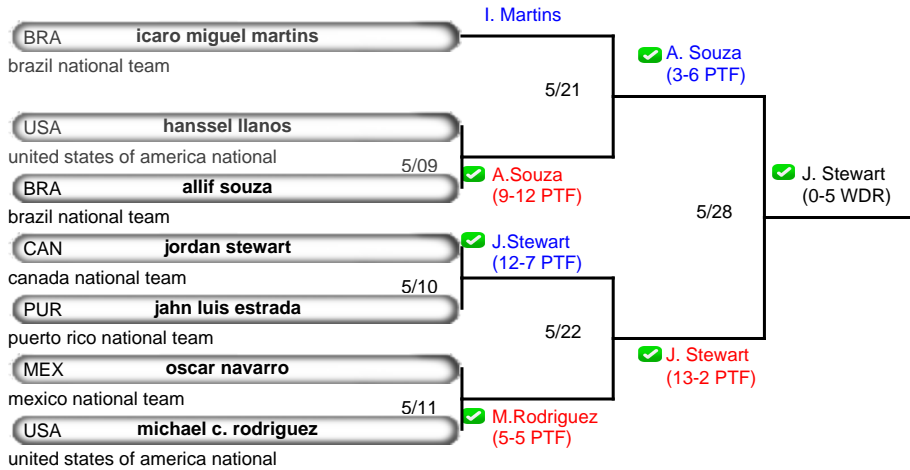 I. Martins
BRA icaro miguel martins
brazil national team
A. Souza
(3-6 PTF)
5/21
USA hanssel llanos
united states of america national
5/09
BRA allif souza
brazil national team
A.Souza
(9-12 PTF)
J. Stewart
(0-5 WDR)
5/28
CAN jordan stewart
canada national team
J.Stewart
(12-7 PTF)
5/10
PUR jahn luis estrada
puerto rico national team
5/22
MEX oscar navarro
mexico national team
J. Stewart
(13-2 PTF)
5/11
USA michael c. rodriguez
united states of america national
M.Rodriguez
(5-5 PTF)